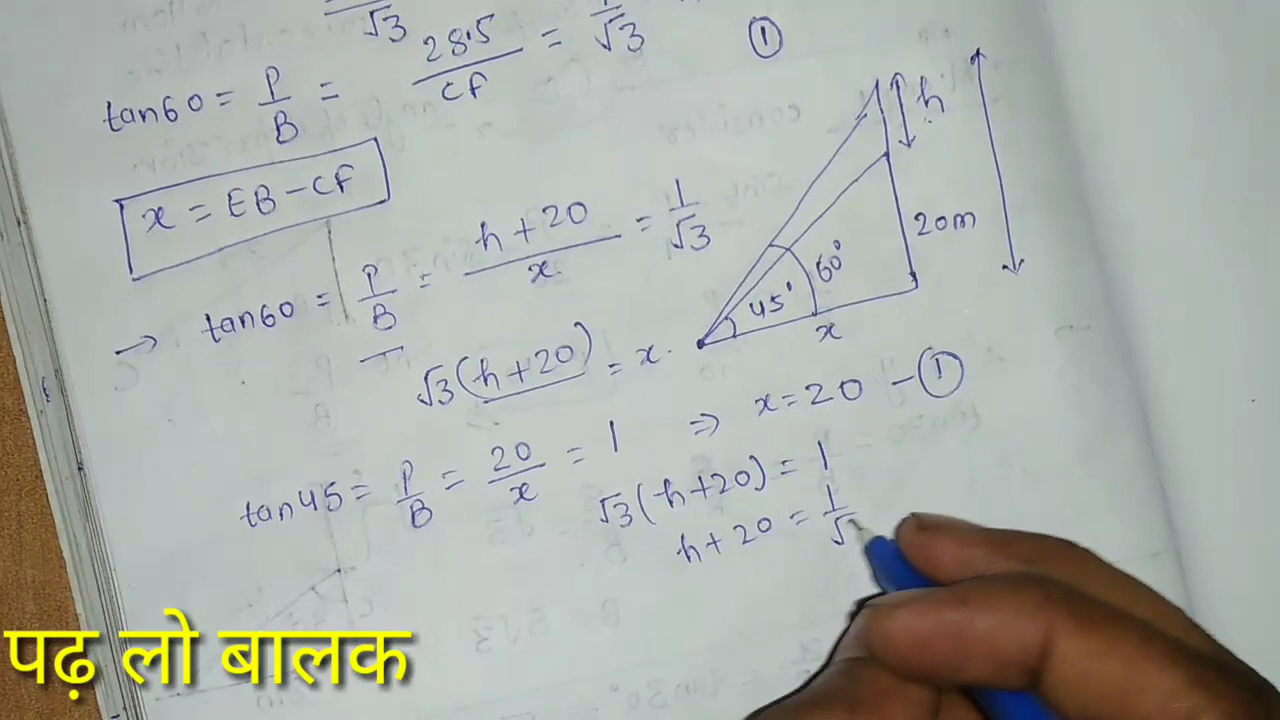 √3
tan60 = P/B = 28.5/CF = 1/√3 ①
x = EB - CF
→ tan60 = P/B = h+20/x = 1/√3
√3(h+20) = x.
tan45 = P/B = 20/x = 1 ⇒ x = 20 - ①
√3(h+20) = 1
h+20 = 1/√
h
20m
60°
45°
x
पढ़ लो बालक